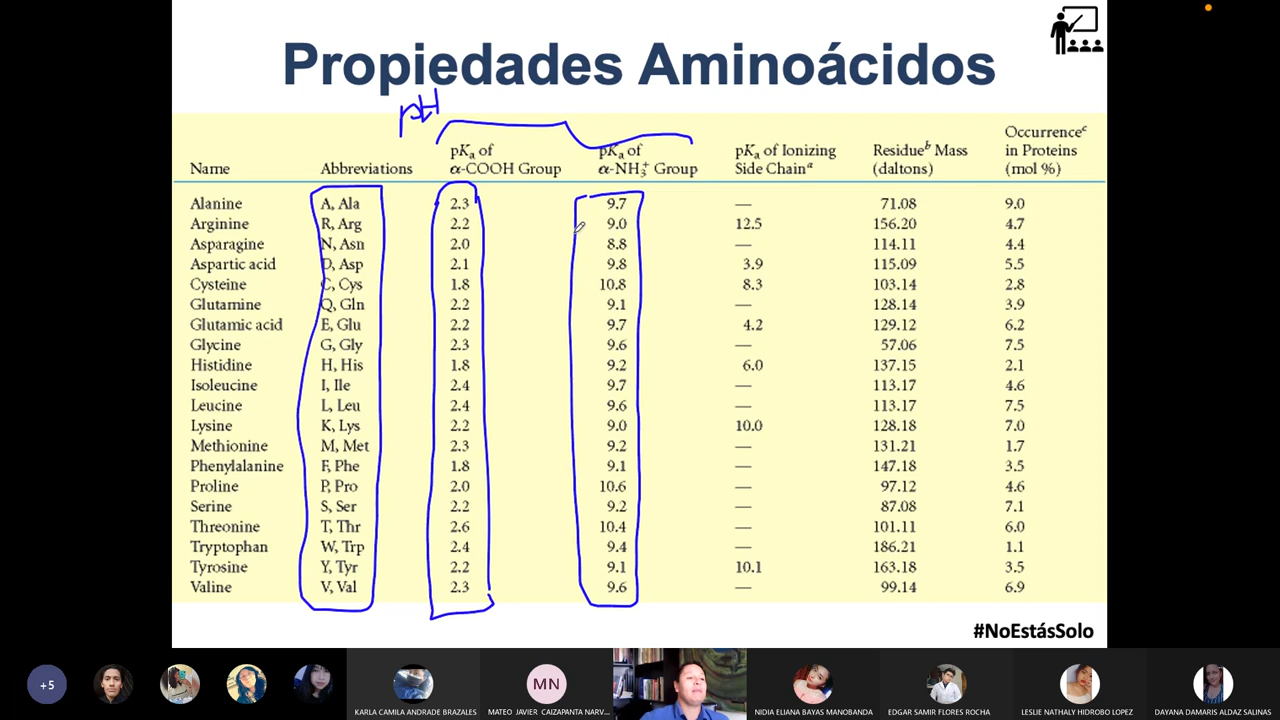 Propiedades Aminoácidos
pH
Name Abbreviations pKa of α-COOH Group pKa of α-NH3+ Group pKa of Ionizing Side Chain^a Residue^b Mass (daltons) Occurrence^c in Proteins (mol %)
Alanine A, Ala 2.3 9.7 — 71.08 9.0
Arginine R, Arg 2.2 9.0 12.5 156.20 4.7
Asparagine N, Asn 2.0 8.8 — 114.11 4.4
Aspartic acid D, Asp 2.1 9.8 3.9 115.09 5.5
Cysteine C, Cys 1.8 10.8 8.3 103.14 2.8
Glutamine Q, Gln 2.2 9.1 — 128.14 3.9
Glutamic acid E, Glu 2.2 9.7 4.2 129.12 6.2
Glycine G, Gly 2.3 9.6 — 57.06 7.5
Histidine H, His 1.8 9.2 6.0 137.15 2.1
Isoleucine I, Ile 2.4 9.7 — 113.17 4.6
Leucine L, Leu 2.4 9.6 — 113.17 7.5
Lysine K, Lys 2.2 9.0 10.0 128.18 7.0
Methionine M, Met 2.3 9.2 — 131.21 1.7
Phenylalanine F, Phe 1.8 9.1 — 147.18 3.5
Proline P, Pro 2.0 10.6 — 97.12 4.6
Serine S, Ser 2.2 9.2 — 87.08 7.1
Threonine T, Thr 2.6 10.4 — 101.11 6.0
Tryptophan W, Trp 2.4 9.4 — 186.21 1.1
Tyrosine Y, Tyr 2.2 9.1 10.1 163.18 3.5
Valine V, Val 2.3 9.6 — 99.14 6.9
#NoEstásSolo
+5
MN
KARLA CAMILA ANDRADE BRAZALES
MATEO JAVIER CAIZAPANTA NARV...
NIDIA ELIANA BAYAS MANOBANDA
EDGAR SAMIR FLORES ROCHA
LESLIE NATHALY HIDROBO LOPEZ
DAYANA DAMARIS ALDAZ SALINAS